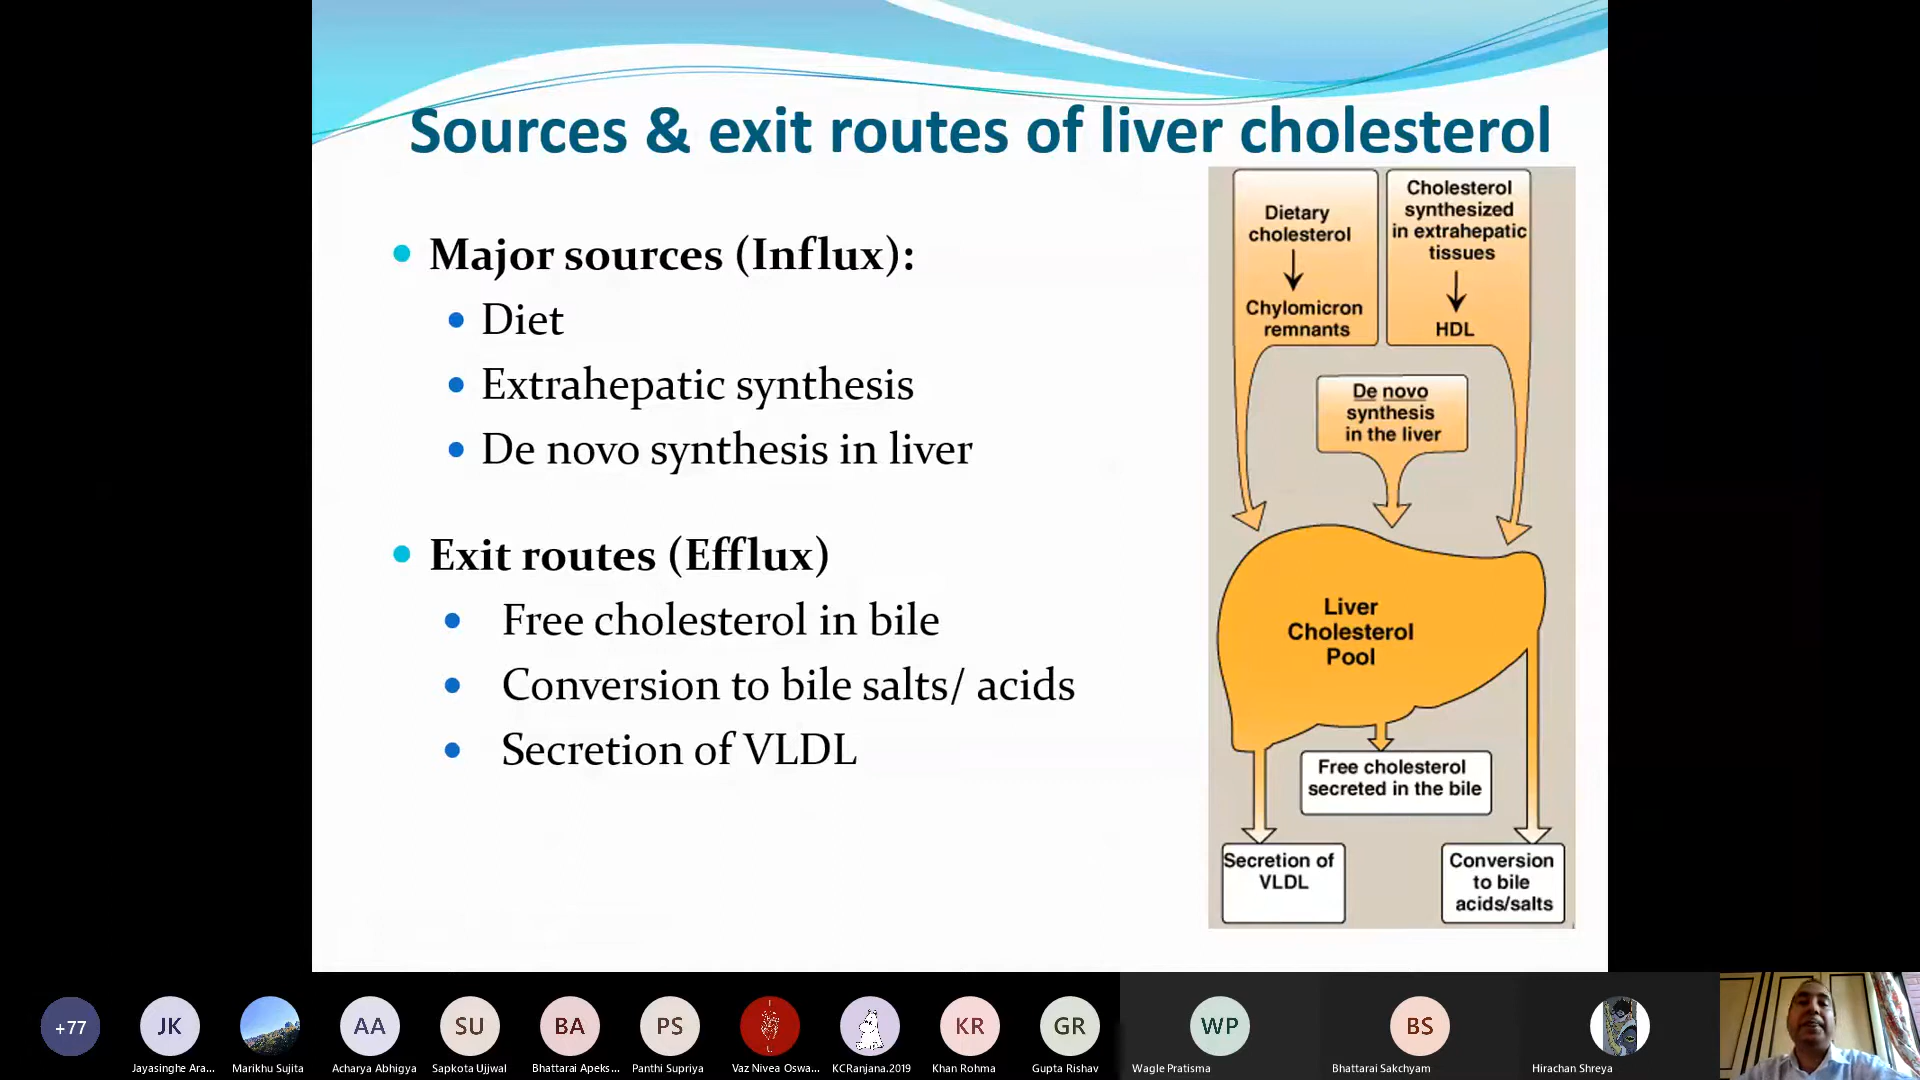 Sources & exit routes of liver cholesterol
Major sources (Influx):
Diet
Extrahepatic synthesis
De novo synthesis in liver
Exit routes (Efflux)
Free cholesterol in bile
Conversion to bile salts/ acids
Secretion of VLDL
Dietary
cholesterol
Chylomicron
remnants
Cholesterol
synthesized
in extrahepatic
tissues
HDL
De novo
synthesis
in the liver
Liver
Cholesterol
Pool
Free cholesterol
secreted in the bile
Secretion of
VLDL
Conversion
to bile
acids/salts
+77
JK
AA
SU
BA
PS
KR
GR
WP
BS
Jayasinghe Ara...
Marikhu Sujita
Acharya Abhigya
Sapkota Ujjwal
Bhattarai Apeks...
Panthi Supriya
Vaz Nivea Oswa...
KCRanjana.2019
Khan Rohma
Gupta Rishav
Wagle Pratisma
Bhattarai Sakchyam
Hirachan Shreya